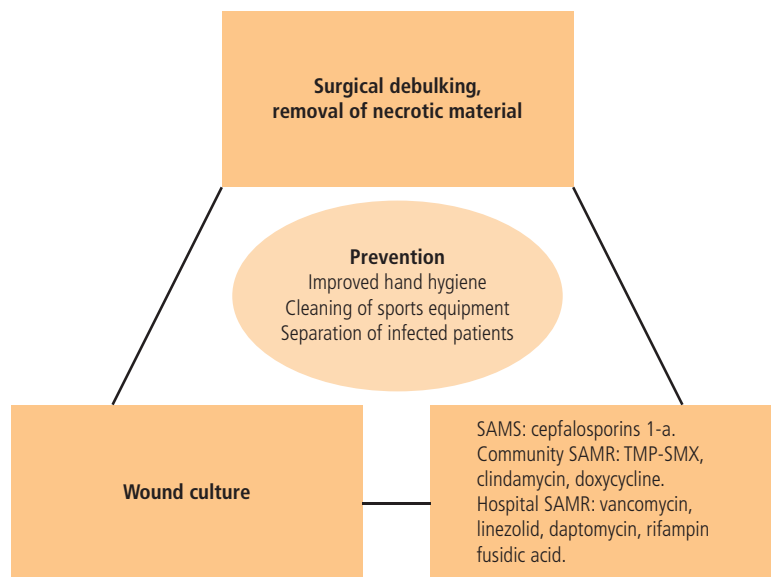 Surgical debulking,
removal of necrotic material
Prevention
Improved hand hygiene
Cleaning of sports equipment
Separation of infected patients
Wound culture
SAMS: cepfalosporins 1-a.
Community SAMR: TMP-SMX,
clindamycin, doxycycline.
Hospital SAMR: vancomycin,
linezolid, daptomycin, rifampin
fusidic acid.